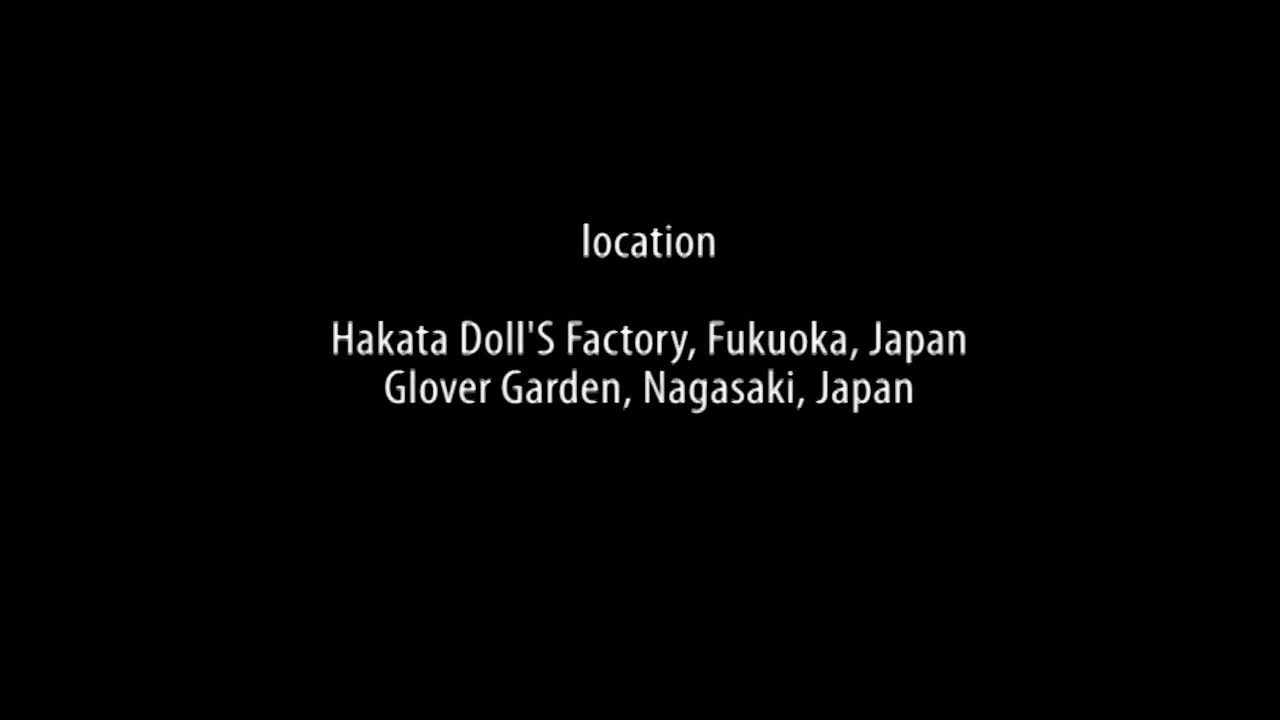 location
Hakata Doll'S Factory, Fukuoka, Japan
Glover Garden, Nagasaki, Japan